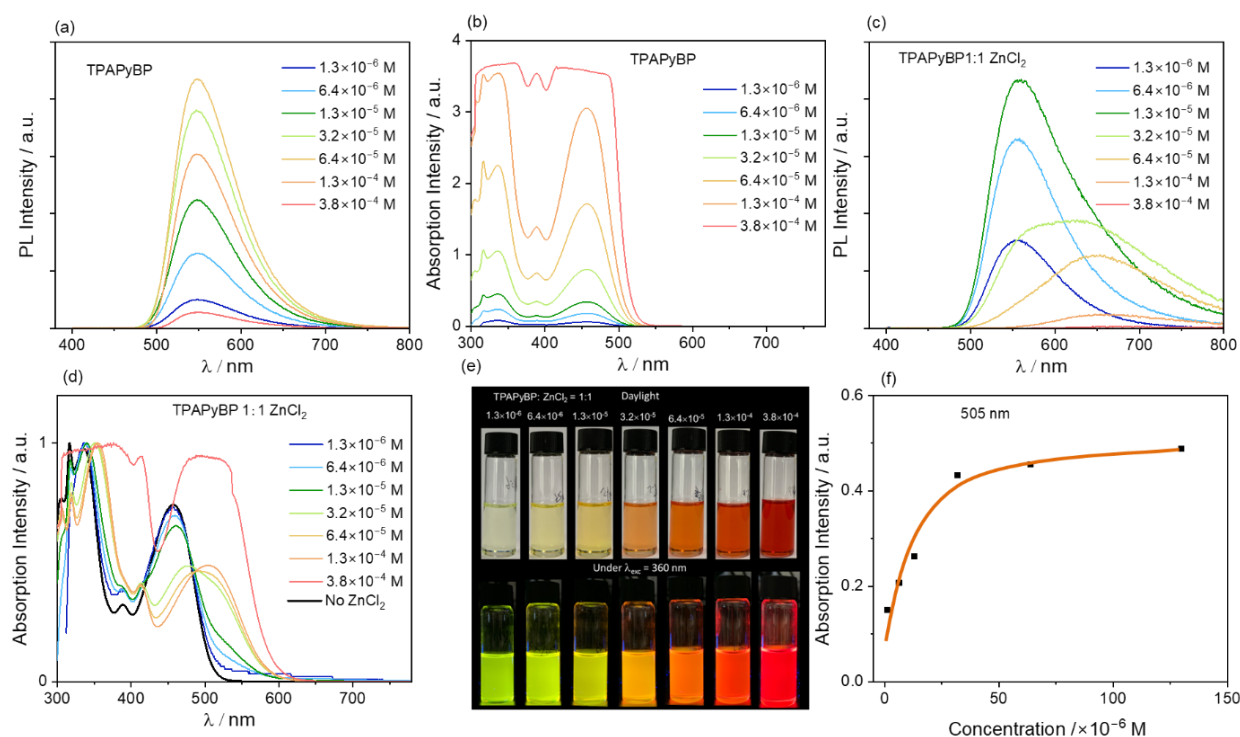 (a)
TPAPyBP
1.3×10⁻⁶ M
6.4×10⁻⁶ M
1.3×10⁻⁵ M
3.2×10⁻⁵ M
6.4×10⁻⁵ M
1.3×10⁻⁴ M
3.8×10⁻⁴ M
PL Intensity / a.u.
400 500 600 700 800
λ / nm
(b)
TPAPyBP
1.3×10⁻⁶ M
6.4×10⁻⁶ M
1.3×10⁻⁵ M
3.2×10⁻⁵ M
6.4×10⁻⁵ M
1.3×10⁻⁴ M
3.8×10⁻⁴ M
Absorption Intensity / a.u.
4
3
2
1
0
300 400 500 600 700
λ / nm
(c)
TPAPyBP1:1 ZnCl₂
1.3×10⁻⁶ M
6.4×10⁻⁶ M
1.3×10⁻⁵ M
3.2×10⁻⁵ M
6.4×10⁻⁵ M
1.3×10⁻⁴ M
3.8×10⁻⁴ M
PL Intensity / a.u.
400 500 600 700 800
λ / nm
(d)
TPAPyBP 1:1 ZnCl₂
1.3×10⁻⁶ M
6.4×10⁻⁶ M
1.3×10⁻⁵ M
3.2×10⁻⁵ M
6.4×10⁻⁵ M
1.3×10⁻⁴ M
3.8×10⁻⁴ M
No ZnCl₂
Absorption Intensity / a.u.
1
1
300 400 500 600 700
λ / nm
(e)
TPAPyBP: ZnCl₂ = 1:1 Daylight
1.3×10⁻⁶ 6.4×10⁻⁶ 1.3×10⁻⁵ 3.2×10⁻⁵ 6.4×10⁻⁵ 1.3×10⁻⁴ 3.8×10⁻⁴
Under λexc = 360 nm
(f)
505 nm
Absorption Intensity / a.u.
0.6
0.4
0.2
0.0
0 50 100 150
Concentration /×10⁻⁶ M